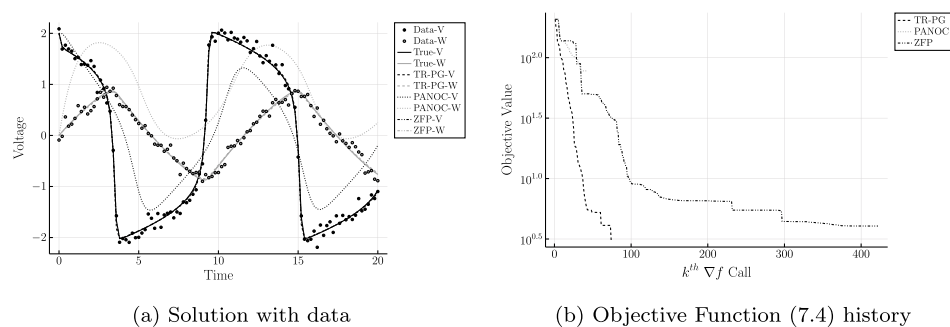 Voltage
2
1
0
−1
−2
0
5
10
15
20
Time
Data-V
Data-W
True-V
True-W
TR-PG-V
TR-PG-W
PANOC-V
PANOC-W
ZFP-V
ZFP-W
(a) Solution with data
Objective Value
10^2.0
10^1.5
10^1.0
10^0.5
0
100
200
300
400
k^th ∇f Call
TR-PG
PANOC
ZFP
(b) Objective Function (7.4) history